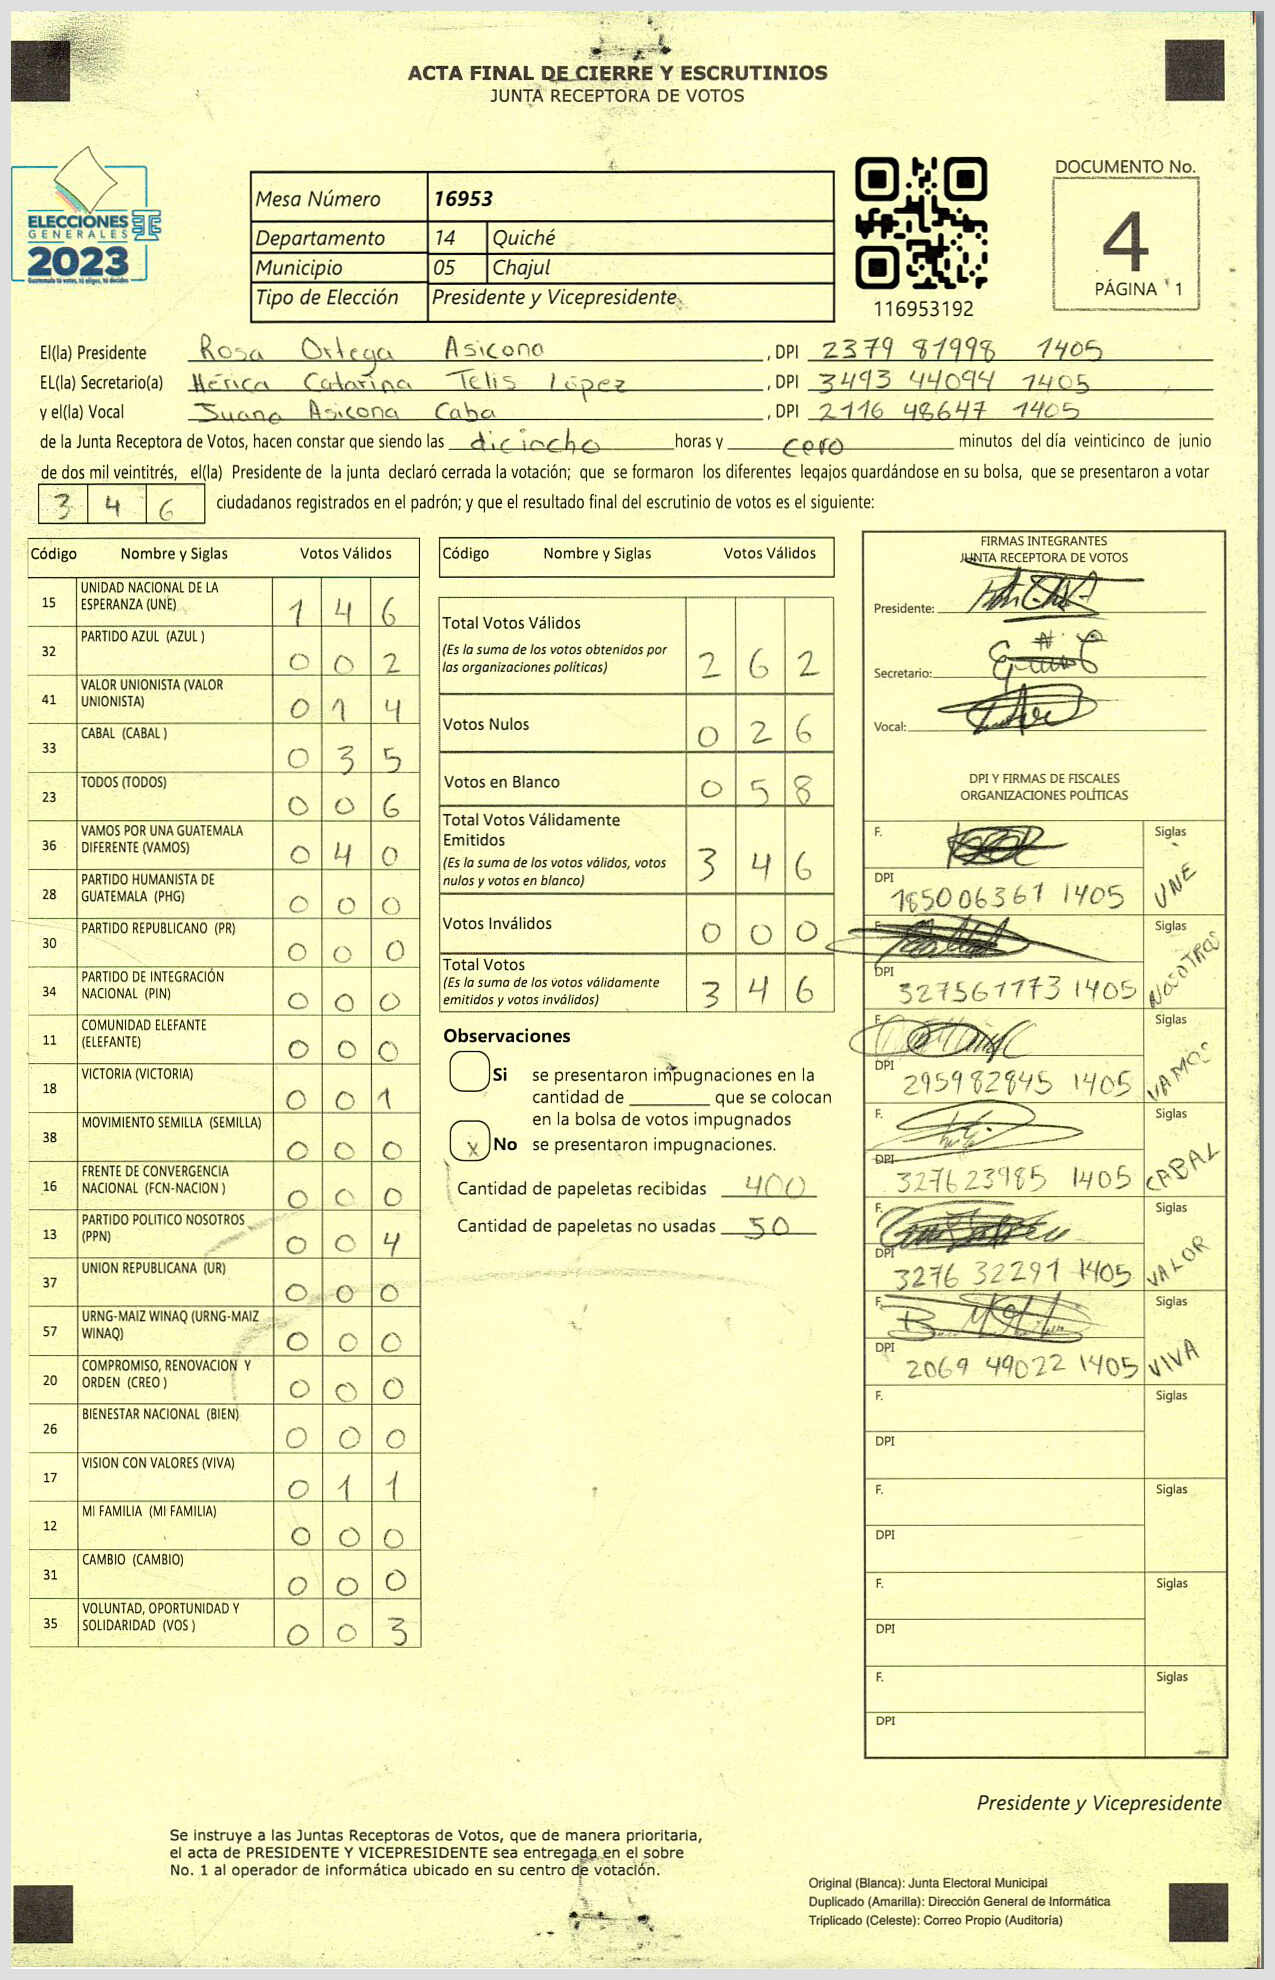 ACTA FINAL DE CIERRE Y ESCRUTINIOS
JUNTA RECEPTORA DE VOTOS
ELECCIONES
GENERALES
2023
Guatemala tú votas, tú eliges, tú decides
Mesa Número 16953
Departamento 14 Quiché
Municipio 05 Chajul
Tipo de Elección Presidente y Vicepresidente
116953192
DOCUMENTO No.
4
PÁGINA 1
El(la) Presidente Rosa Ortega Asicona , DPI 2379 81998 1405
EL(la) Secretario(a) Hérica Catarina Telis López , DPI 3493 44094 1405
y el(la) Vocal Juana Asicona Caba , DPI 2116 48647 1405
de la Junta Receptora de Votos, hacen constar que siendo las diciocho horas y cero minutos del día veinticinco de junio
de dos mil veintitrés, el(la) Presidente de la junta declaró cerrada la votación; que se formaron los diferentes legajos quardándose en su bolsa, que se presentaron a votar
346 ciudadanos registrados en el padrón; y que el resultado final del escrutinio de votos es el siguiente:
Código Nombre y Siglas Votos Válidos
15 UNIDAD NACIONAL DE LA ESPERANZA (UNE) 1 4 6
32 PARTIDO AZUL (AZUL ) 0 0 2
41 VALOR UNIONISTA (VALOR UNIONISTA) 0 1 4
33 CABAL (CABAL ) 0 3 5
23 TODOS (TODOS) 0 0 6
36 VAMOS POR UNA GUATEMALA DIFERENTE (VAMOS) 0 4 0
28 PARTIDO HUMANISTA DE GUATEMALA (PHG) 0 0 0
30 PARTIDO REPUBLICANO (PR) 0 0 0
34 PARTIDO DE INTEGRACIÓN NACIONAL (PIN) 0 0 0
11 COMUNIDAD ELEFANTE (ELEFANTE) 0 0 0
18 VICTORIA (VICTORIA) 0 0 1
38 MOVIMIENTO SEMILLA (SEMILLA) 0 0 0
16 FRENTE DE CONVERGENCIA NACIONAL (FCN-NACION ) 0 0 0
13 PARTIDO POLITICO NOSOTROS (PPN) 0 0 4
37 UNION REPUBLICANA (UR) 0 0 0
57 URNG-MAIZ WINAQ (URNG-MAIZ WINAQ) 0 0 0
20 COMPROMISO, RENOVACION Y ORDEN (CREO ) 0 0 0
26 BIENESTAR NACIONAL (BIEN) 0 0 0
17 VISION CON VALORES (VIVA) 0 1 1
12 MI FAMILIA (MI FAMILIA) 0 0 0
31 CAMBIO (CAMBIO) 0 0 0
35 VOLUNTAD, OPORTUNIDAD Y SOLIDARIDAD (VOS ) 0 0 3
Código Nombre y Siglas Votos Válidos
Total Votos Válidos
(Es la suma de los votos obtenidos por
las organizaciones políticas) 2 6 2
Votos Nulos 0 2 6
Votos en Blanco 0 5 8
Total Votos Válidamente
Emitidos
(Es la suma de los votos válidos, votos
nulos y votos en blanco) 3 4 6
Votos Inválidos 0 0 0
Total Votos
(Es la suma de los votos válidamente
emitidos y votos inválidos) 3 4 6
Observaciones
Si se presentaron impugnaciones en la
cantidad de ________ que se colocan
en la bolsa de votos impugnados
x No se presentaron impugnaciones.
Cantidad de papeletas recibidas 400
Cantidad de papeletas no usadas 50
FIRMAS INTEGRANTES
JUNTA RECEPTORA DE VOTOS
Presidente:
Secretario:
Vocal:
DPI Y FIRMAS DE FISCALES
ORGANIZACIONES POLÍTICAS
F. Siglas
DPI 185006361 1405 UNE
F. Siglas
DPI 327561773 1405 NOSOTROS
F. Siglas
DPI 295982845 1405 VAMOS
F. Siglas
DPI 327623985 1405 CABAL
F. Siglas
DPI 3276 32291 1405 VALOR
F. Siglas
DPI 2069 49022 1405 VIVA
F. Siglas
DPI
F. Siglas
DPI
F. Siglas
DPI
F. Siglas
DPI
Presidente y Vicepresidente
Se instruye a las Juntas Receptoras de Votos, que de manera prioritaria,
el acta de PRESIDENTE Y VICEPRESIDENTE sea entregada en el sobre
No. 1 al operador de informática ubicado en su centro de votación.
Original (Blanca): Junta Electoral Municipal
Duplicado (Amarilla): Dirección General de Informática
Triplicado (Celeste): Correo Propio (Auditoría)